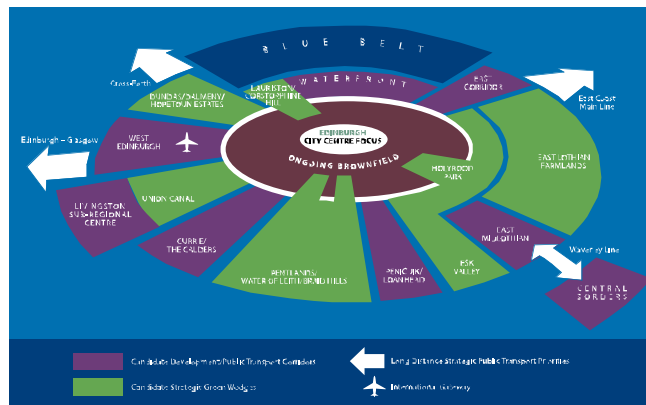 BLUE BELT
WATERFRONT
Cross-Forth
DUNDAS/DALMENY/
HOPETOUN ESTATES
LAURISTON/
CORSTORPHINE
HILL
EAST
CORRIDOR
East Coast
Main Line
Edinburgh – Glasgow
WEST
EDINBURGH
EDINBURGH
CITY CENTRE FOCUS
ONGOING BROWNFIELD
HOLYROOD
PARK
EAST LOTHIAN
FARMLANDS
LIVINGSTON
SUB-REGIONAL
CENTRE
UNION CANAL
CURRIE/
THE CALDERS
PENTLANDS/
WATER OF LEITH/BRAID HILLS
PENICUIK/
LOANHEAD
ESK
VALLEY
EAST
MIDLOTHIAN
Waverley Line
CENTRAL
BORDERS
Candidate Development/Public Transport Corridors
Long Distance Strategic Public Transport Priorities
Candidate Strategic Green Wedges
International Gateway